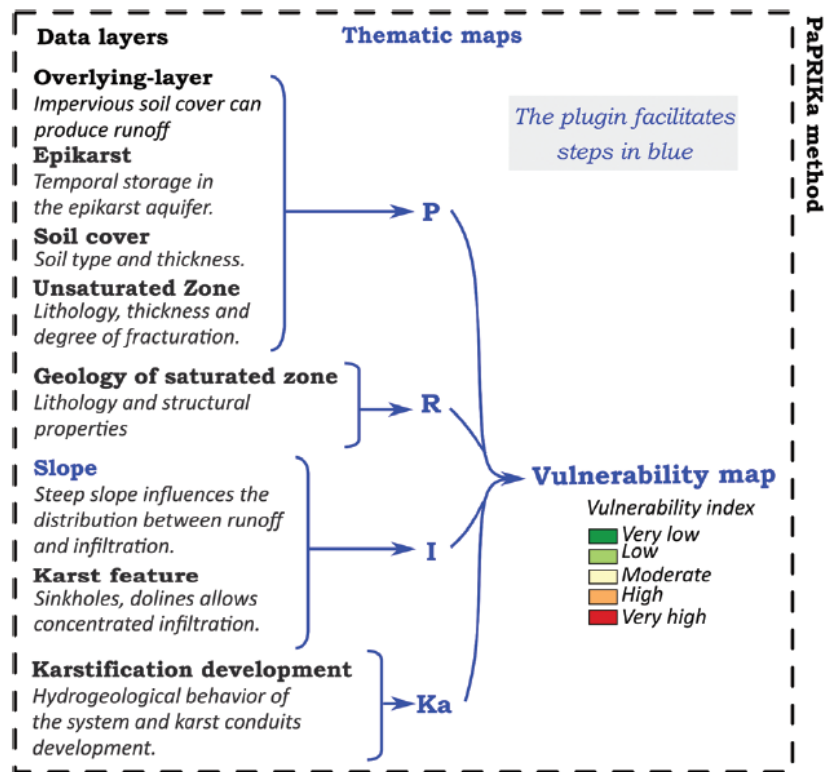 Data layers
Thematic maps
PaPRIKa method
Overlying-layer
Impervious soil cover can
produce runoff
Epikarst
Temporal storage in
the epikarst aquifer.
Soil cover
Soil type and thickness.
Unsaturated Zone
Lithology, thickness and
degree of fracturation.
The plugin facilitates
steps in blue
P
Geology of saturated zone
Lithology and structural
properties
R
Slope
Steep slope influences the
distribution between runoff
and infiltration.
Karst feature
Sinkholes, dolines allows
concentrated infiltration.
I
Karstification development
Hydrogeological behavior of
the system and karst conduits
development.
Ka
Vulnerability map
Vulnerability index
Very low
Low
Moderate
High
Very high